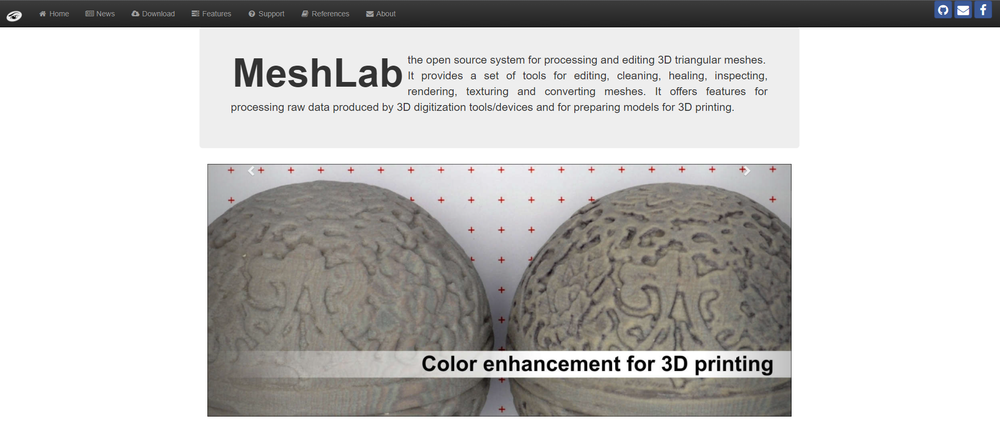 Home News Download Features Support References About
MeshLab
the open source system for processing and editing 3D triangular meshes.
It provides a set of tools for editing, cleaning, healing, inspecting,
rendering, texturing and converting meshes. It offers features for
processing raw data produced by 3D digitization tools/devices and for preparing models for 3D printing.
Color enhancement for 3D printing